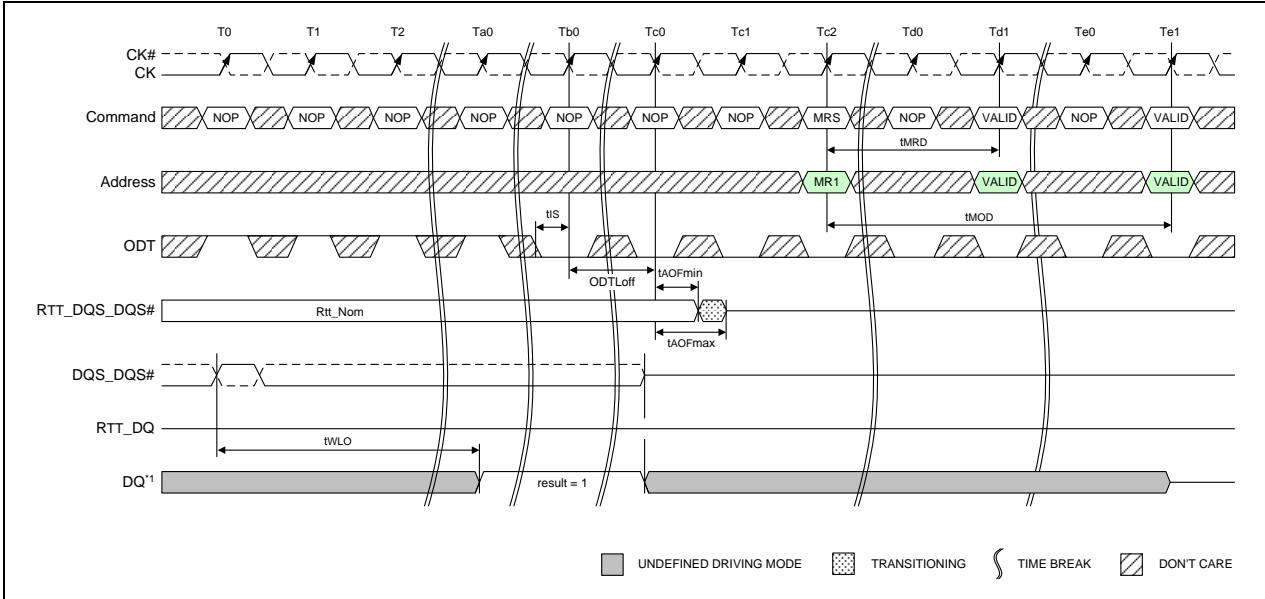 T0 T1 T2 Ta0 Tb0 Tc0 Tc1 Tc2 Td0 Td1 Te0 Te1
CK#
CK
Command NOP NOP NOP NOP NOP NOP NOP MRS NOP VALID NOP VALID
tMRD
Address MR1 VALID VALID
tIS tMOD
ODT
tAOFmin
ODTLoff
RTT_DQS_DQS# Rtt_Nom
tAOFmax
DQS_DQS#
RTT_DQ
tWLO
DQ*1 result = 1
UNDEFINED DRIVING MODE TRANSITIONING TIME BREAK DON'T CARE